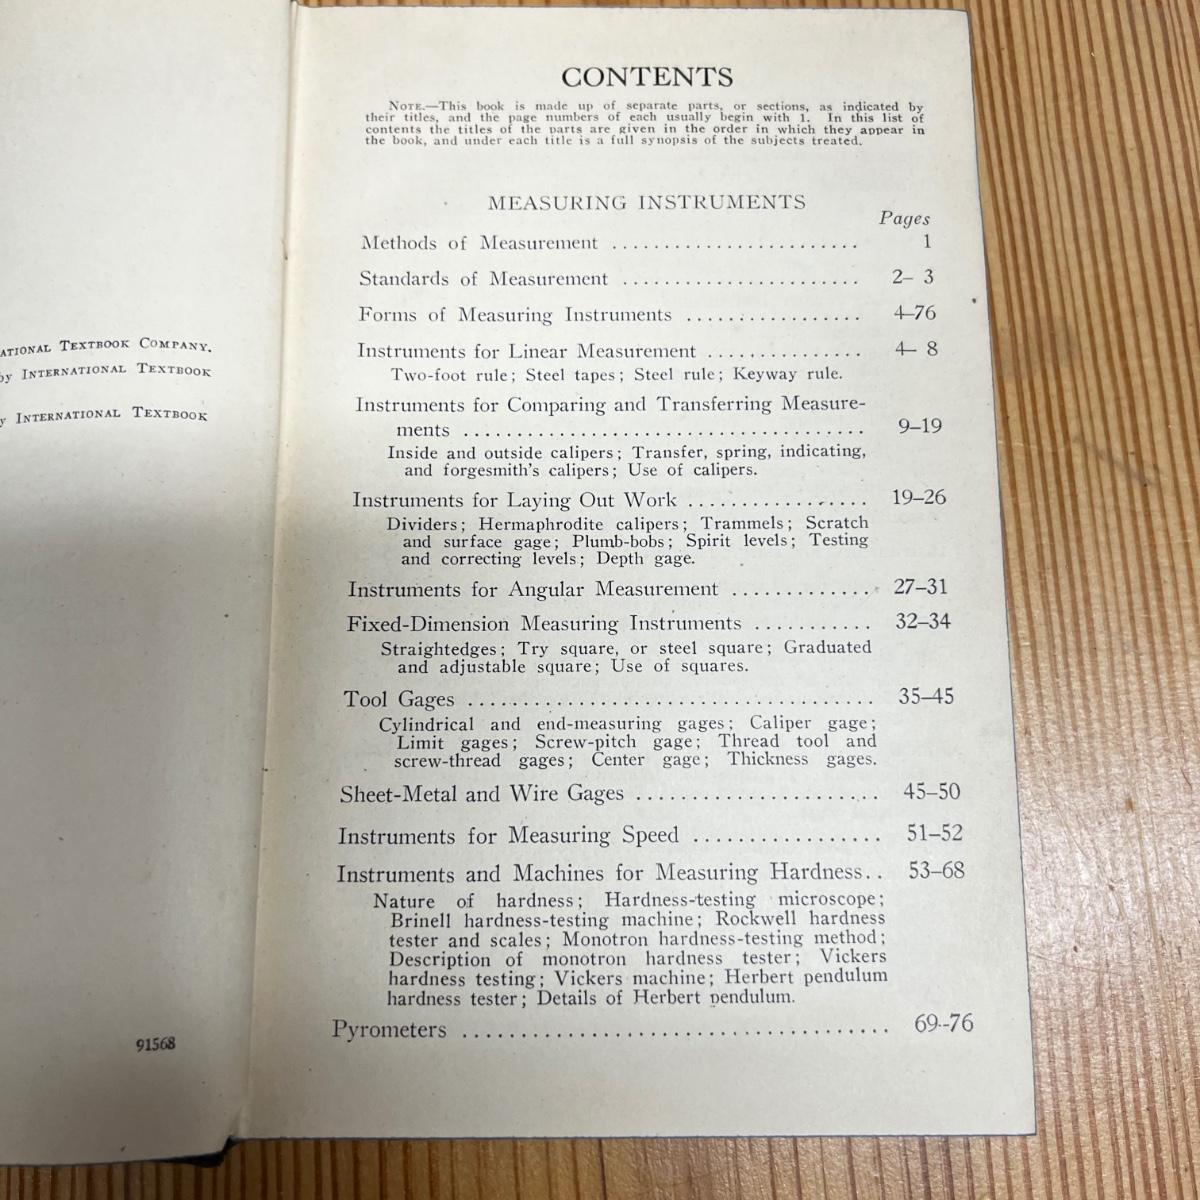 ATIONAL TEXTBOOK COMPANY.
by INTERNATIONAL TEXTBOOK
y INTERNATIONAL TEXTBOOK
91568
CONTENTS
NOTE.—This book is made up of separate parts, or sections, as indicated by
their titles, and the page numbers of each usually begin with 1. In this list of
contents the titles of the parts are given in the order in which they appear in
the book, and under each title is a full synopsis of the subjects treated.
MEASURING INSTRUMENTS
Pages
Methods of Measurement ........................ 1
Standards of Measurement ....................... 2– 3
Forms of Measuring Instruments ................. 4–76
Instruments for Linear Measurement ............... 4– 8
Two-foot rule; Steel tapes; Steel rule; Keyway rule.
Instruments for Comparing and Transferring Measure-
ments ...................................... 9–19
Inside and outside calipers; Transfer, spring, indicating,
and forgesmith's calipers; Use of calipers.
Instruments for Laying Out Work .................. 19–26
Dividers; Hermaphrodite calipers; Trammels; Scratch
and surface gage; Plumb-bobs; Spirit levels; Testing
and correcting levels; Depth gage.
Instruments for Angular Measurement ............. 27–31
Fixed-Dimension Measuring Instruments ........... 32–34
Straightedges; Try square, or steel square; Graduated
and adjustable square; Use of squares.
Tool Gages ...................................... 35–45
Cylindrical and end-measuring gages; Caliper gage;
Limit gages; Screw-pitch gage; Thread tool and
screw-thread gages; Center gage; Thickness gages.
Sheet-Metal and Wire Gages ...................... 45–50
Instruments for Measuring Speed ................. 51–52
Instruments and Machines for Measuring Hardness.. 53–68
Nature of hardness; Hardness-testing microscope;
Brinell hardness-testing machine; Rockwell hardness
tester and scales; Monotron hardness-testing method;
Description of monotron hardness tester; Vickers
hardness testing; Vickers machine; Herbert pendulum
hardness tester; Details of Herbert pendulum.
Pyrometers ..................................... 69--76